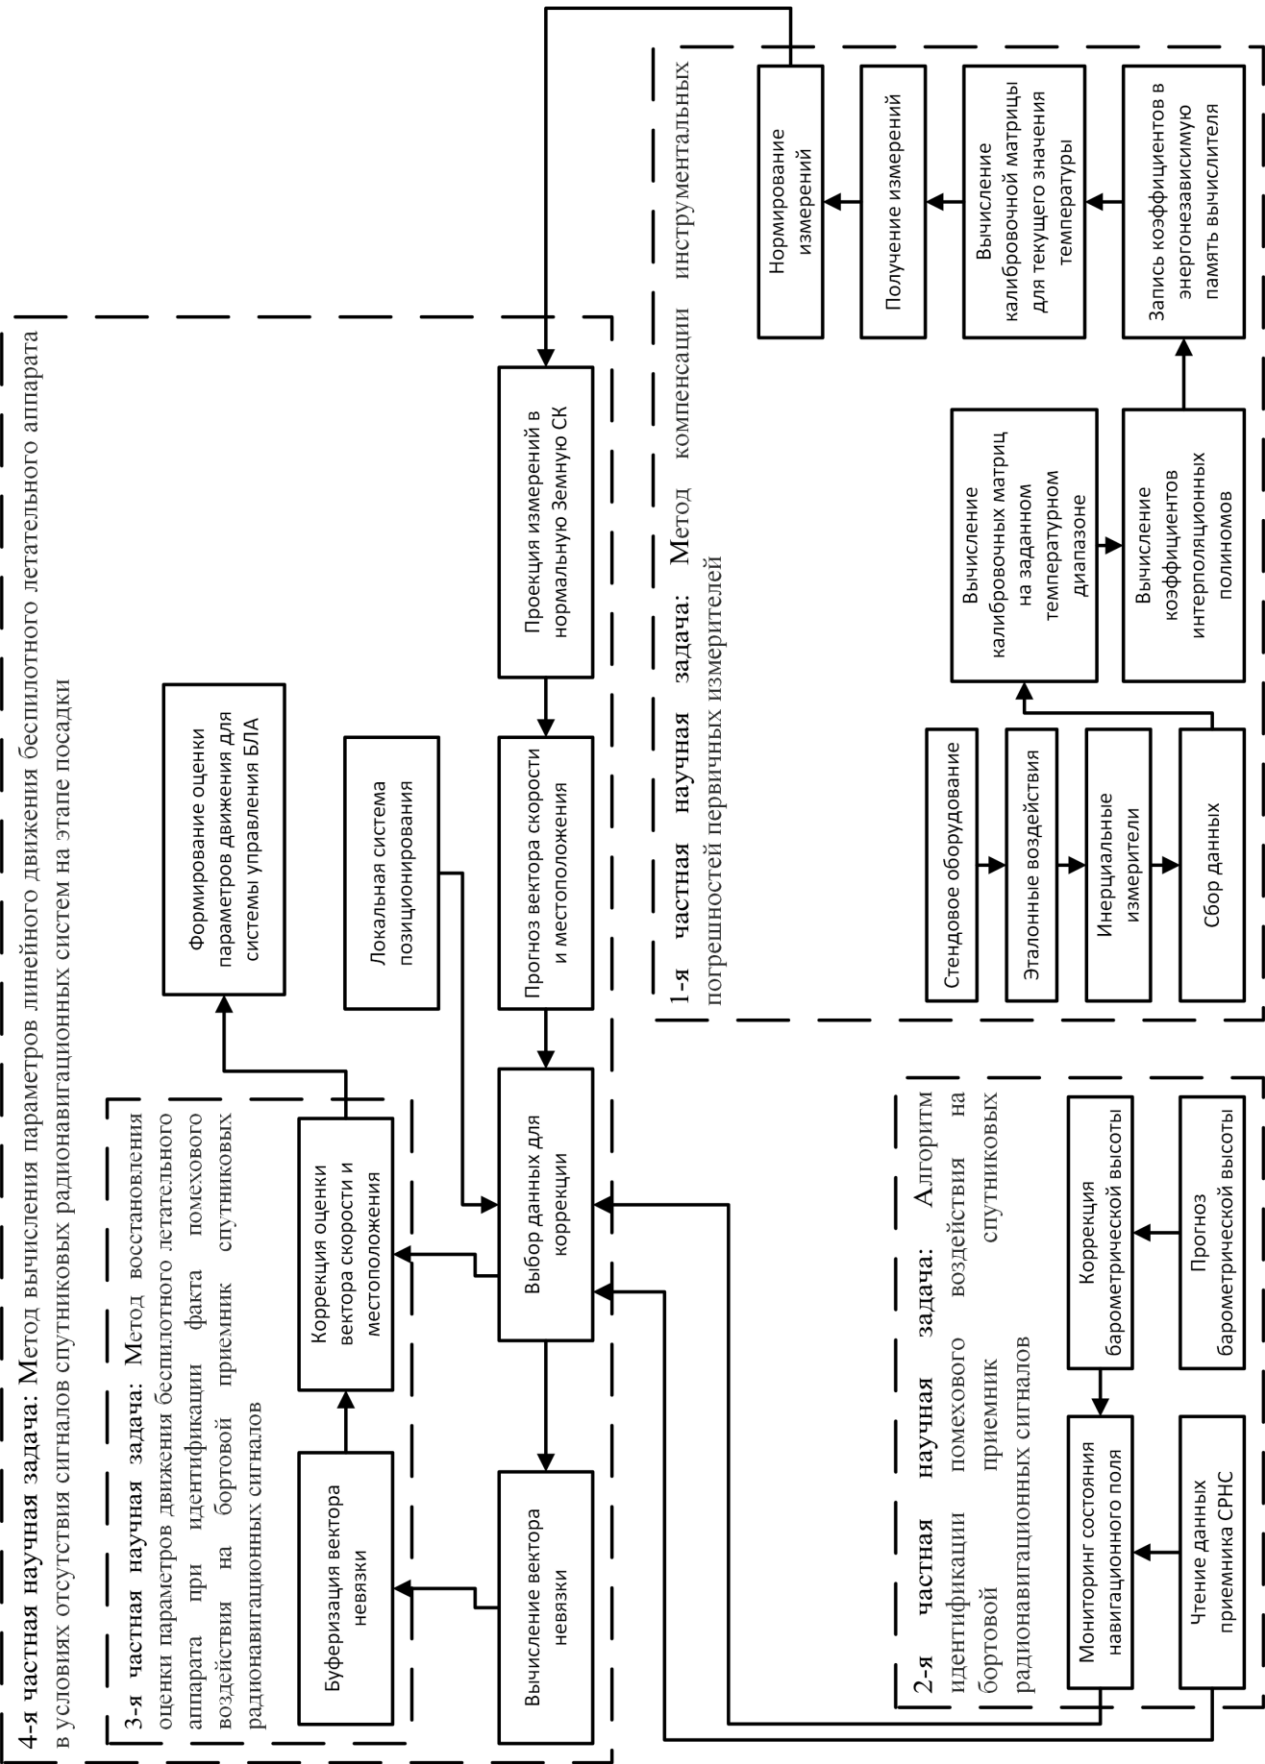 4-я частная научная задача: Метод вычисления параметров линейного движения беспилотного летательного аппарата
в условиях отсутствия сигналов спутниковых радионавигационных систем на этапе посадки
3-я частная научная задача: Метод восстановления
оценки параметров движения беспилотного летательного
аппарата при идентификации факта помехового
воздействия на бортовой приемник спутниковых
радионавигационных сигналов
Буферизация вектора
невязки
Коррекция оценки
вектора скорости и
местоположения
Формирование оценки
параметров движения для
системы управления БЛА
Локальная система
позиционирования
Вычисление вектора
невязки
Выбор данных для
коррекции
Прогноз вектора скорости
и местоположения
Проекция измерений в
нормальную Земную СК
2-я частная научная задача: Алгоритм
идентификации помехового воздействия на
бортовой приемник спутниковых
радионавигационных сигналов
Мониторинг состояния
навигационного поля
Коррекция
барометрической высоты
Чтение данных
приемника СРНС
Прогноз
барометрической высоты
1-я частная научная задача: Метод компенсации инструментальных
погрешностей первичных измерителей
Стендовое оборудование
Эталонные воздействия
Инерциальные
измерители
Сбор данных
Вычисление
калибровочных матриц
на заданном
температурном
диапазоне
Вычисление
коэффициентов
интерполяционных
полиномов
Нормирование
измерений
Получение измерений
Вычисление
калибровочной матрицы
для текущего значения
температуры
Запись коэффициентов в
энергонезависимую
память вычислителя